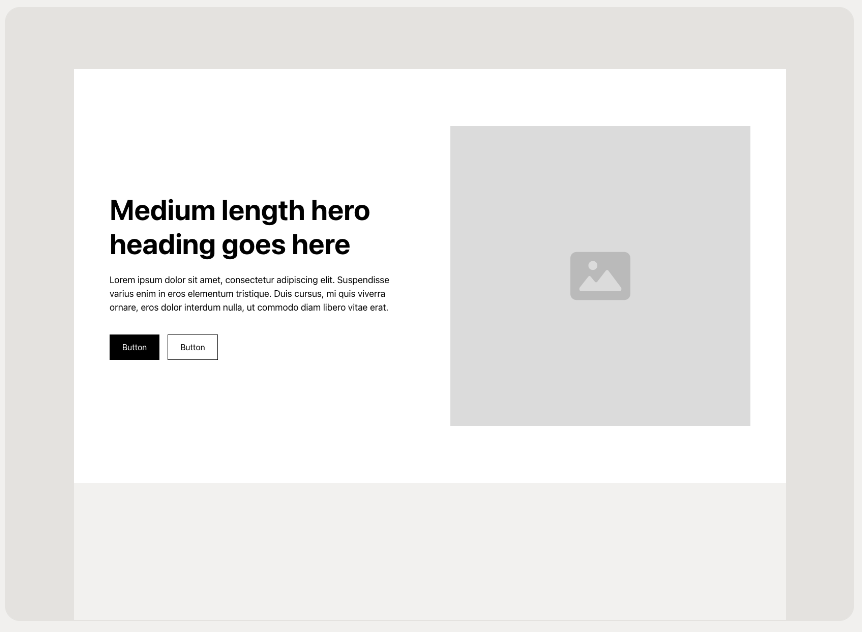 Medium length hero
heading goes here
Lorem ipsum dolor sit amet, consectetur adipiscing elit. Suspendisse
varius enim in eros elementum tristique. Duis cursus, mi quis viverra
ornare, eros dolor interdum nulla, ut commodo diam libero vitae erat.
Button
Button